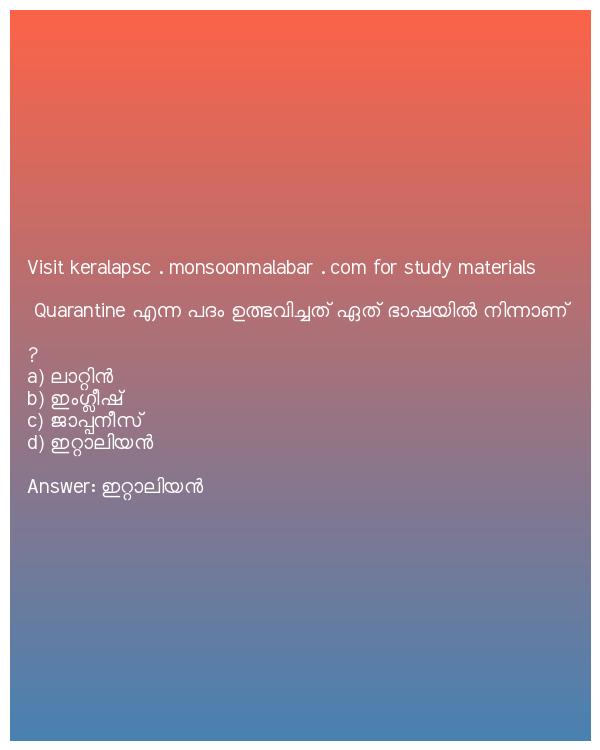 Visit keralapsc . monsoonmalabar . com for study materials
Quarantine എന്ന പദം ഉത്ഭവിച്ചത് ഏത് ഭാഷയിൽ നിന്നാണ്
?
a) ലാറ്റിൻ
b) ഇംഗ്ലീഷ്
c) ജാപ്പനീസ്
d) ഇറ്റാലിയൻ
Answer: ഇറ്റാലിയൻ